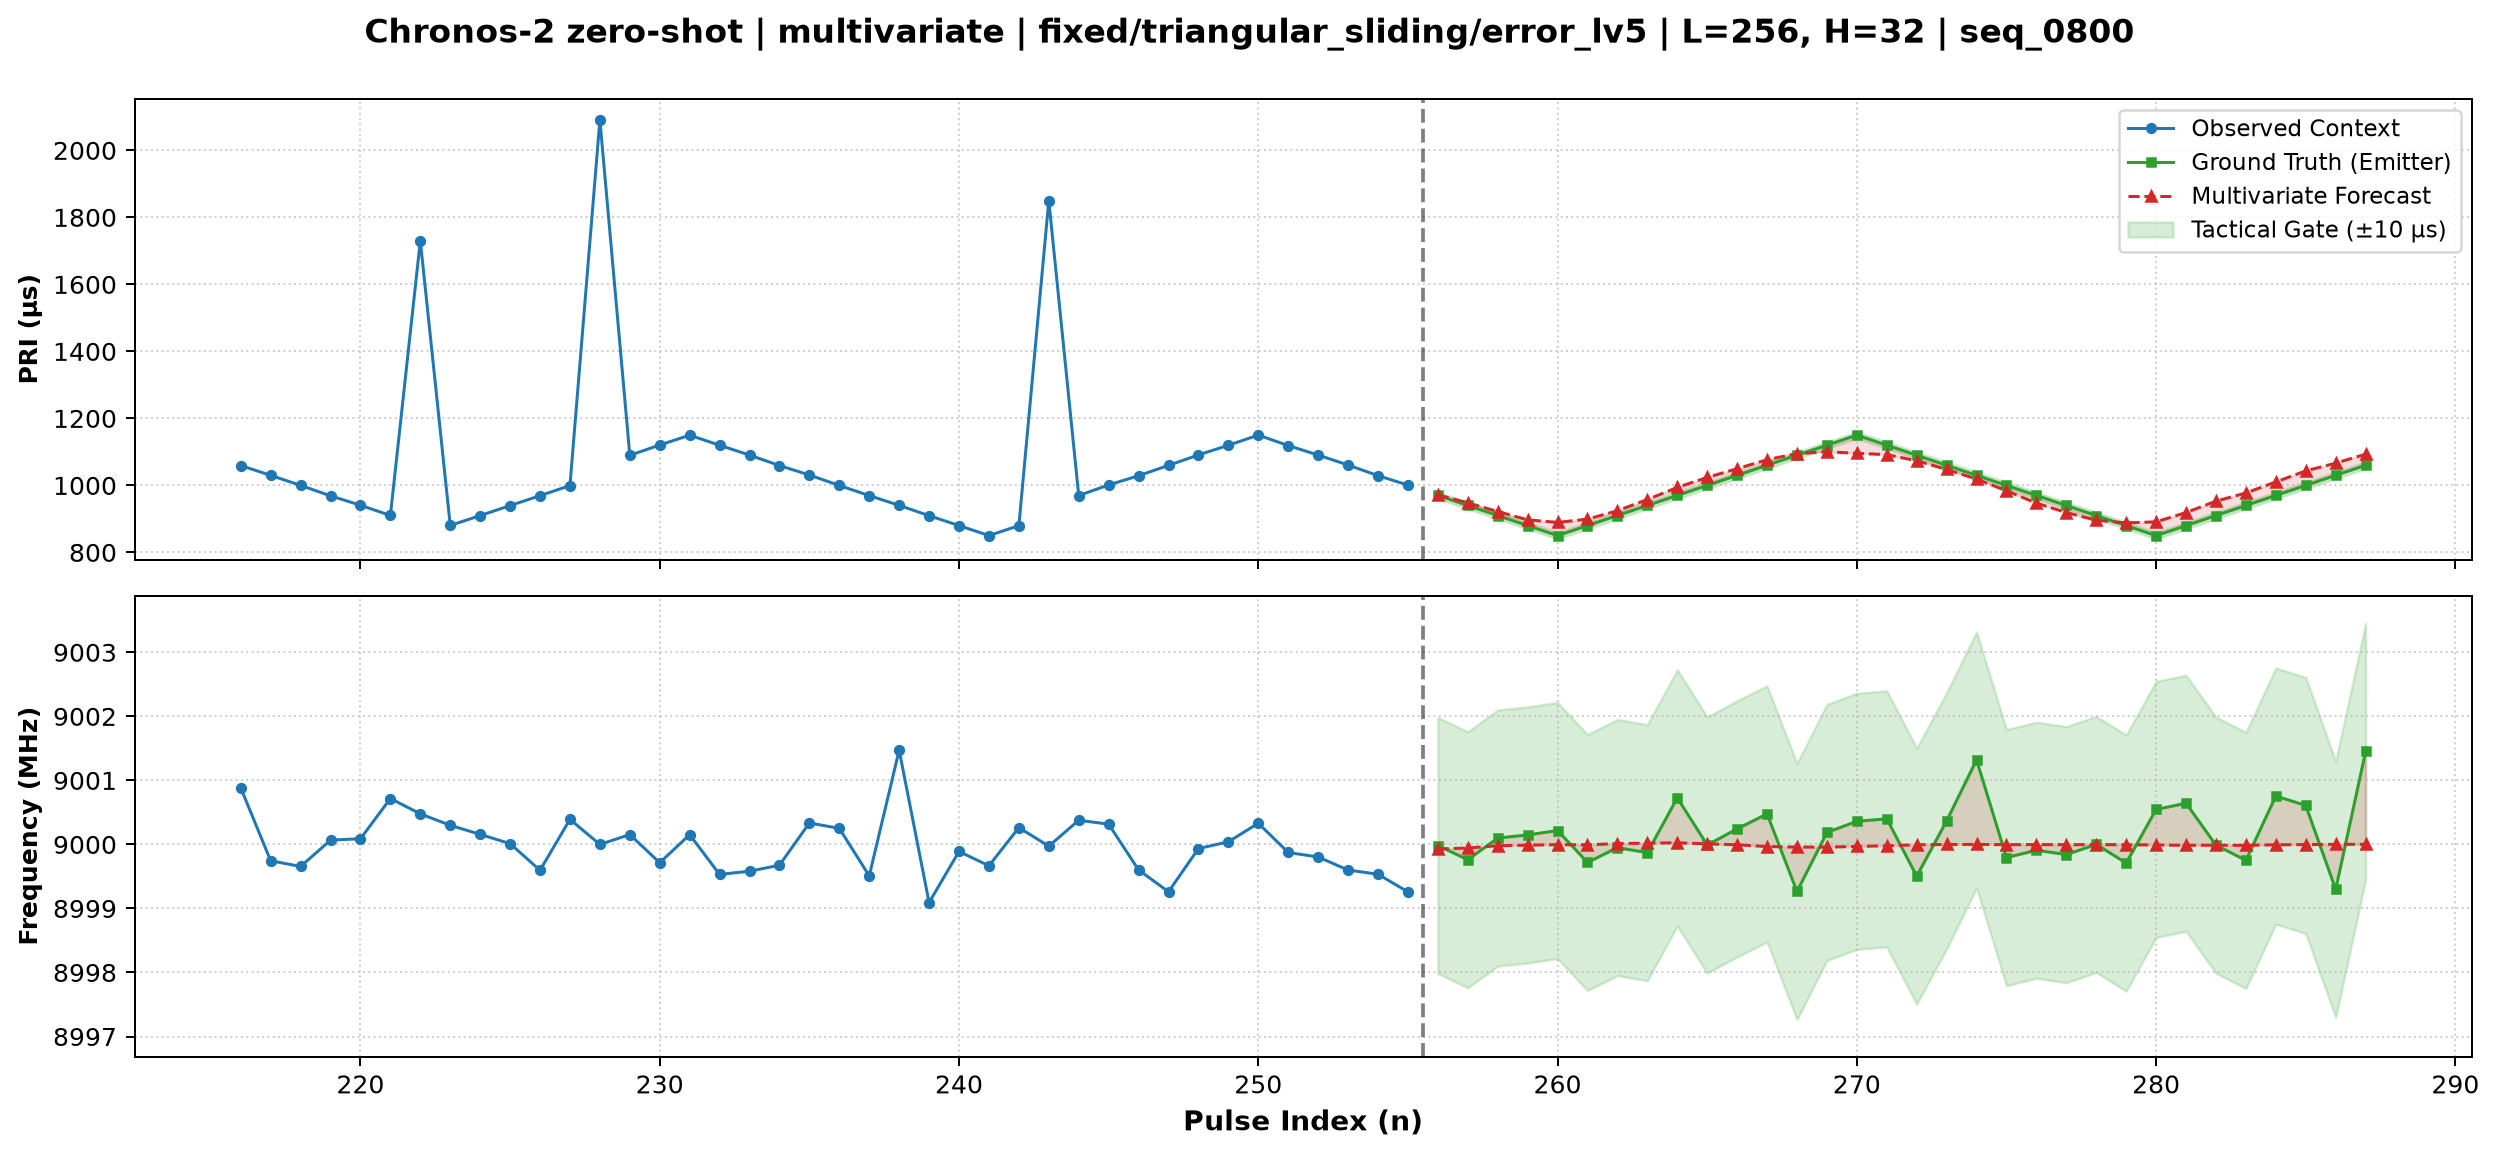 Chronos-2 zero-shot | multivariate | fixed/triangular_sliding/error_lv5 | L=256, H=32 | seq_0800
PRI (μs)
2000
1800
1600
1400
1200
1000
800
Observed Context
Ground Truth (Emitter)
Multivariate Forecast
Tactical Gate (±10 μs)
Frequency (MHz)
9003
9002
9001
9000
8999
8998
8997
220 230 240 250 260 270 280 290
Pulse Index (n)